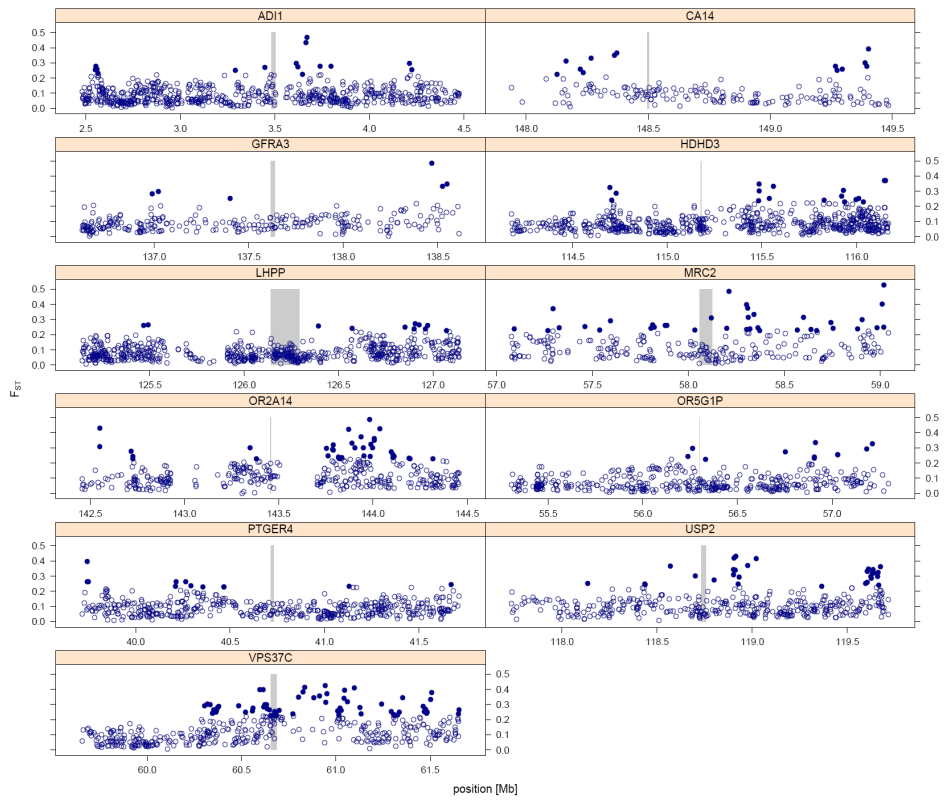 ADI1 CA14
0.5
0.4
0.3
0.2
0.1
0.0
2.5 3.0 3.5 4.0 4.5 148.0 148.5 149.0 149.5
GFRA3 HDHD3
0.5
0.4
0.3
0.2
0.1
0.0
137.0 137.5 138.0 138.5 114.5 115.0 115.5 116.0
LHPP MRC2
0.5
0.4
0.3
0.2
0.1
0.0
125.5 126.0 126.5 127.0 57.0 57.5 58.0 58.5 59.0
FST
OR2A14 OR5G1P
0.5
0.4
0.3
0.2
0.1
0.0
142.5 143.0 143.5 144.0 144.5 55.5 56.0 56.5 57.0
PTGER4 USP2
0.5
0.4
0.3
0.2
0.1
0.0
40.0 40.5 41.0 41.5 118.0 118.5 119.0 119.5
VPS37C
0.5
0.4
0.3
0.2
0.1
0.0
60.0 60.5 61.0 61.5
position [Mb]